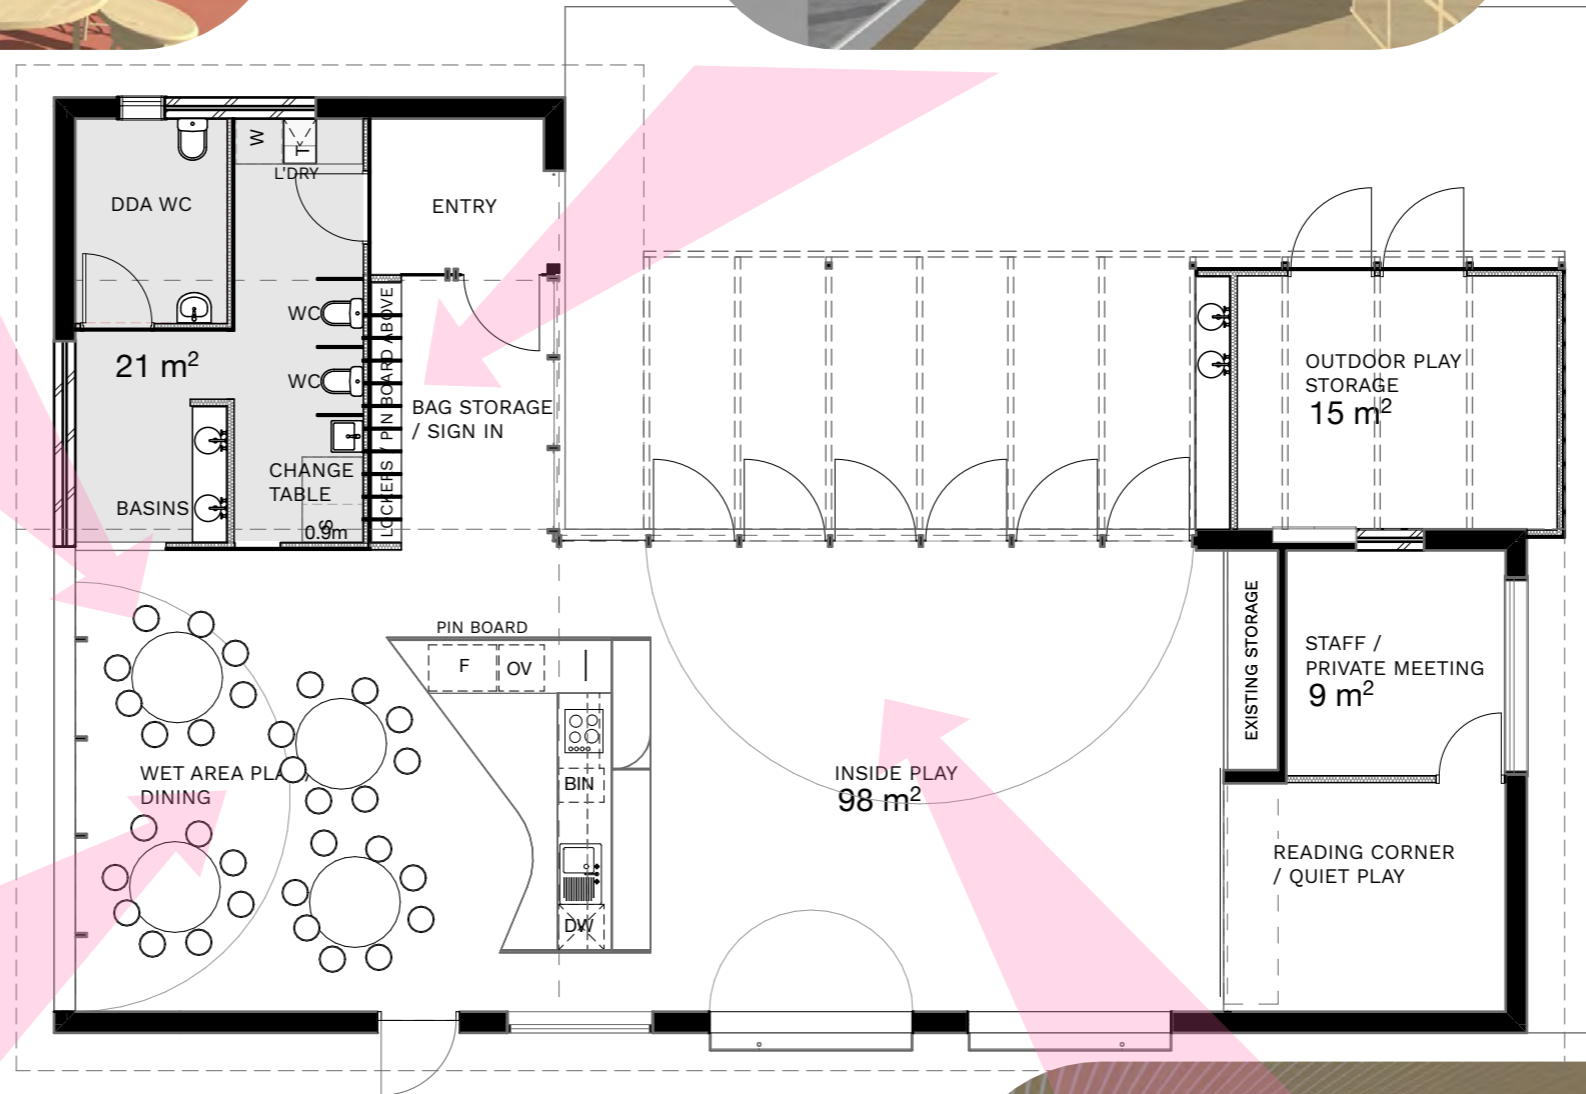 W
T
L'DRY
DDA WC
ENTRY
WC
21 m²
WC
LOCKERS / PIN BOARD ABOVE
BAG STORAGE
/ SIGN IN
CHANGE
TABLE
BASINS
S
0.9m
OUTDOOR PLAY
STORAGE
15 m²
PIN BOARD
F
OV
EXISTING STORAGE
STAFF /
PRIVATE MEETING
9 m²
WET AREA PLAY/
DINING
BIN
INSIDE PLAY
98 m²
READING CORNER
/ QUIET PLAY
DW